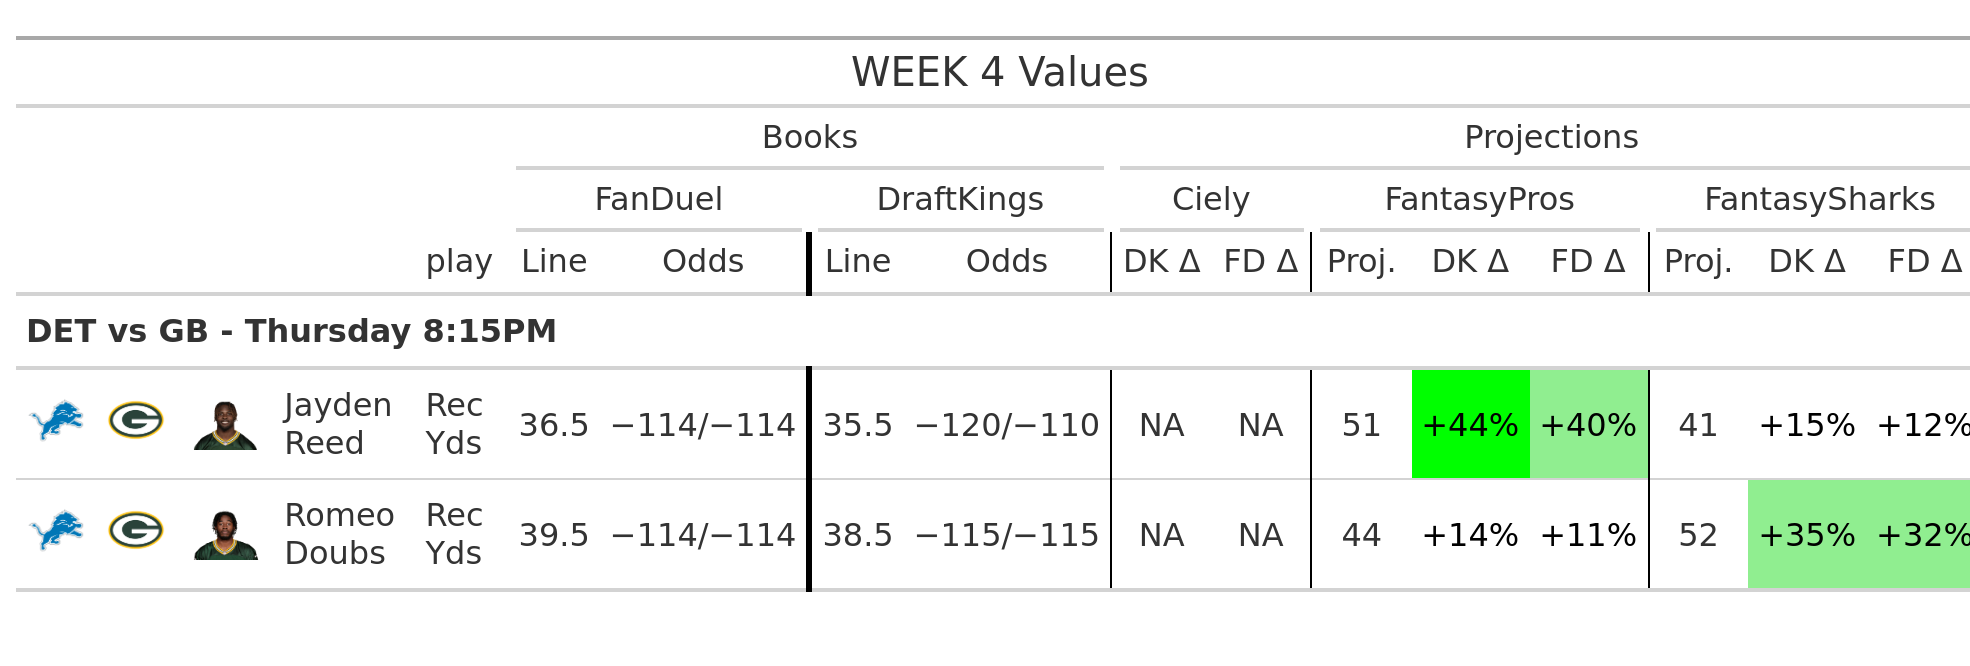 WEEK 4 Values
Books Projections
FanDuel DraftKings Ciely FantasyPros FantasySharks
play Line Odds Line Odds DK Δ FD Δ Proj. DK Δ FD Δ Proj. DK Δ FD Δ
DET vs GB - Thursday 8:15PM
Jayden Reed Rec Yds 36.5 −114/−114 35.5 −120/−110 NA NA 51 +44% +40% 41 +15% +12%
Romeo Doubs Rec Yds 39.5 −114/−114 38.5 −115/−115 NA NA 44 +14% +11% 52 +35% +32%